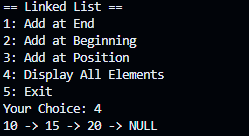 == Linked List ==
1: Add at End
2: Add at Beginning
3: Add at Position
4: Display All Elements
5: Exit
Your Choice: 4
10 -> 15 -> 20 -> NULL